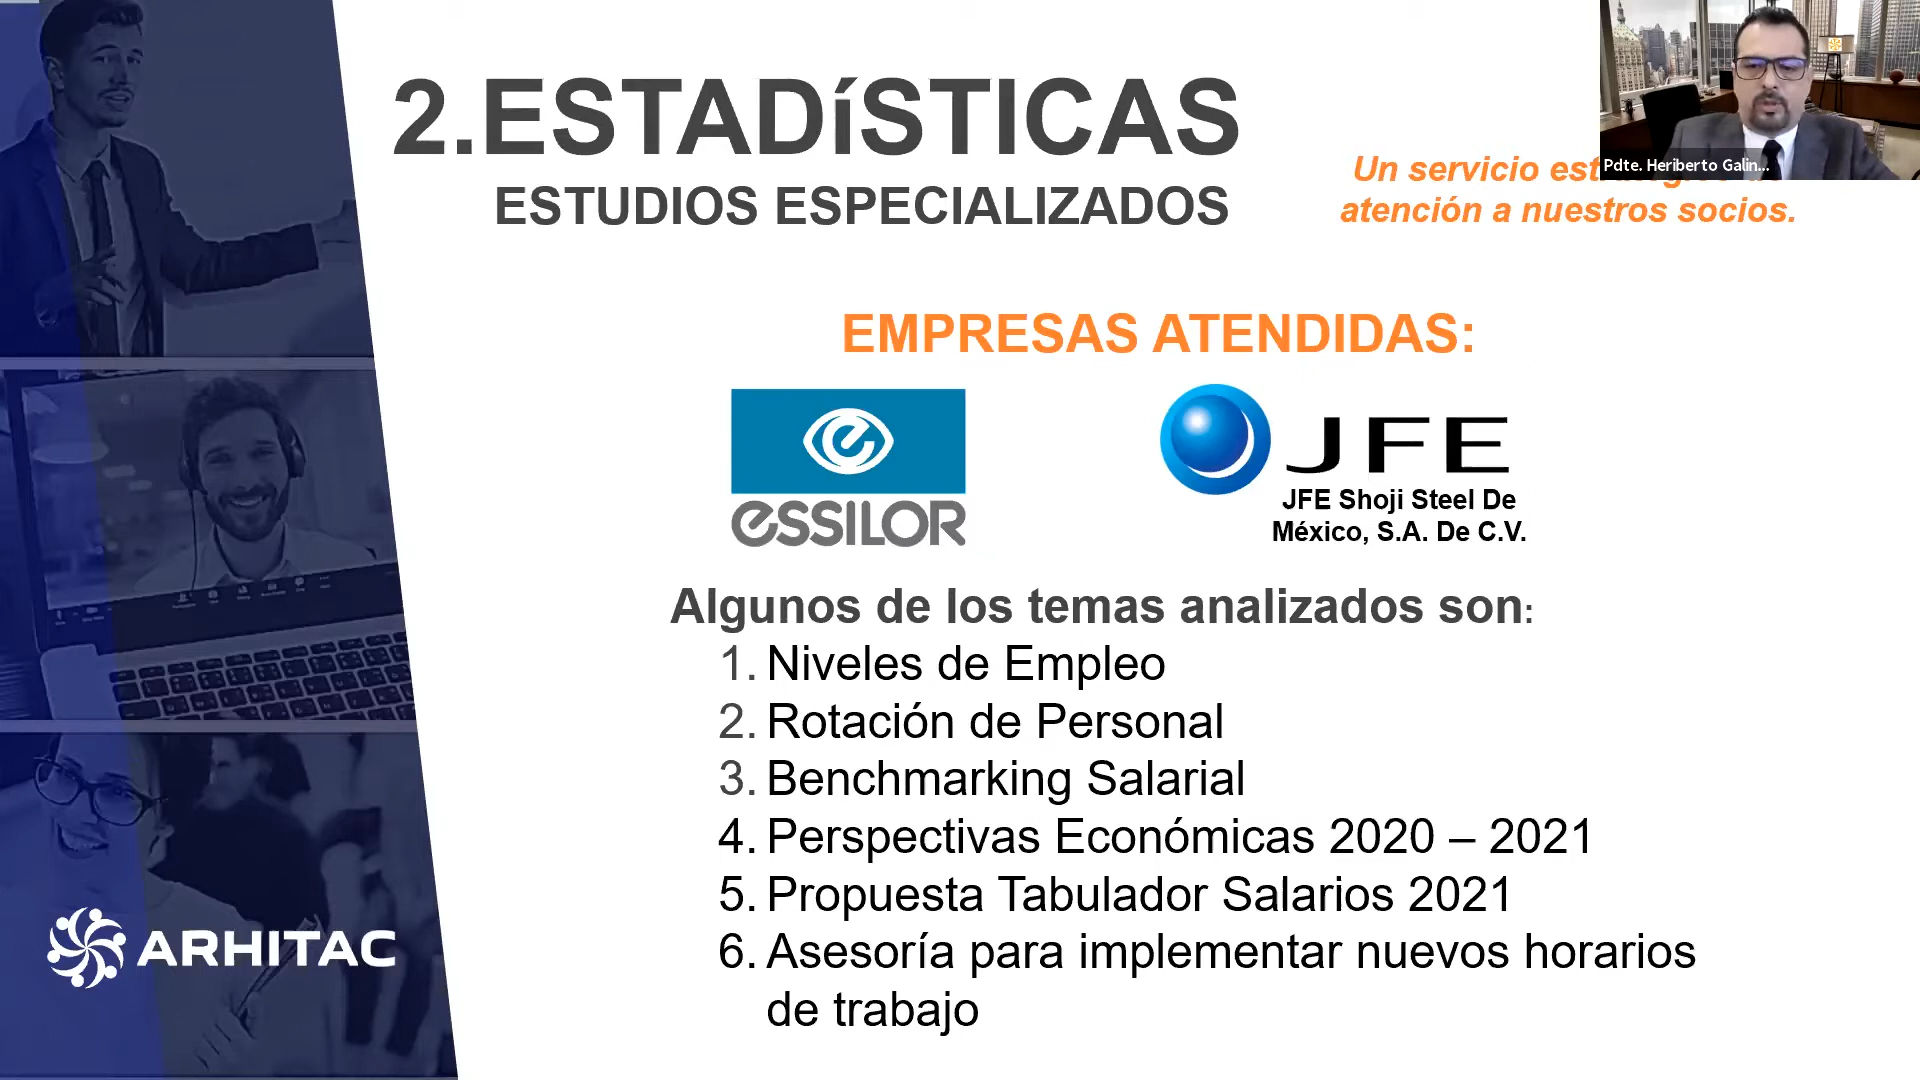 2.ESTADíSTICAS
ESTUDIOS ESPECIALIZADOS
Un servicio
atención a nuestros socios.
Pdte. Heriberto Galin...
EMPRESAS ATENDIDAS:
essilor
JFE
JFE Shoji Steel De
México, S.A. De C.V.
Algunos de los temas analizados son:
1. Niveles de Empleo
2. Rotación de Personal
3. Benchmarking Salarial
4. Perspectivas Económicas 2020 – 2021
5. Propuesta Tabulador Salarios 2021
6. Asesoría para implementar nuevos horarios
de trabajo
ARHITAC